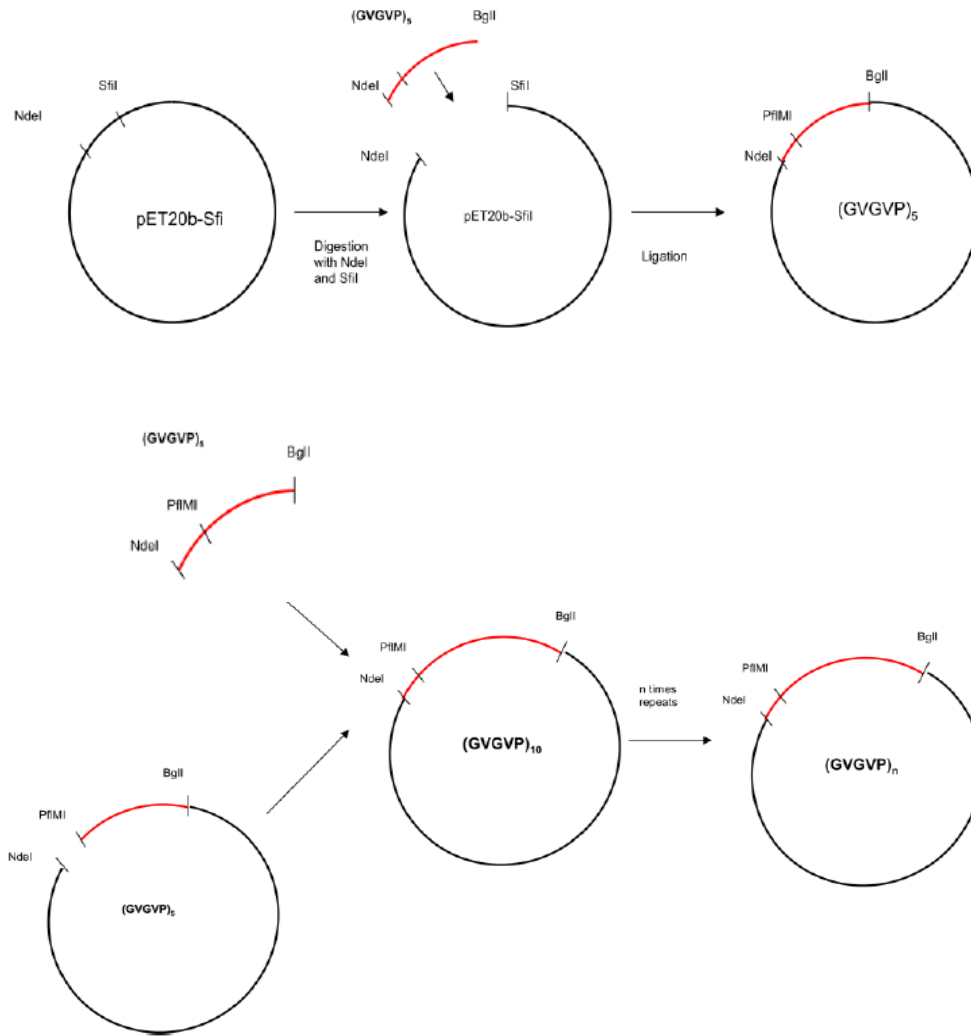 (GVGVP)₅
BglI
SfiI
NdeI
NdeI
SfiI
NdeI
pET20b-Sfi
Digestion
with NdeI
and SfiI
pET20b-SfiI
Ligation
BglI
PflMI
NdeI
(GVGVP)₅
(GVGVP)₅
BglI
PflMI
NdeI
BglI
PflMI
NdeI
(GVGVP)₅
BglI
PflMI
NdeI
(GVGVP)₁₀
n times
repeats
BglI
PflMI
NdeI
(GVGVP)ₙ